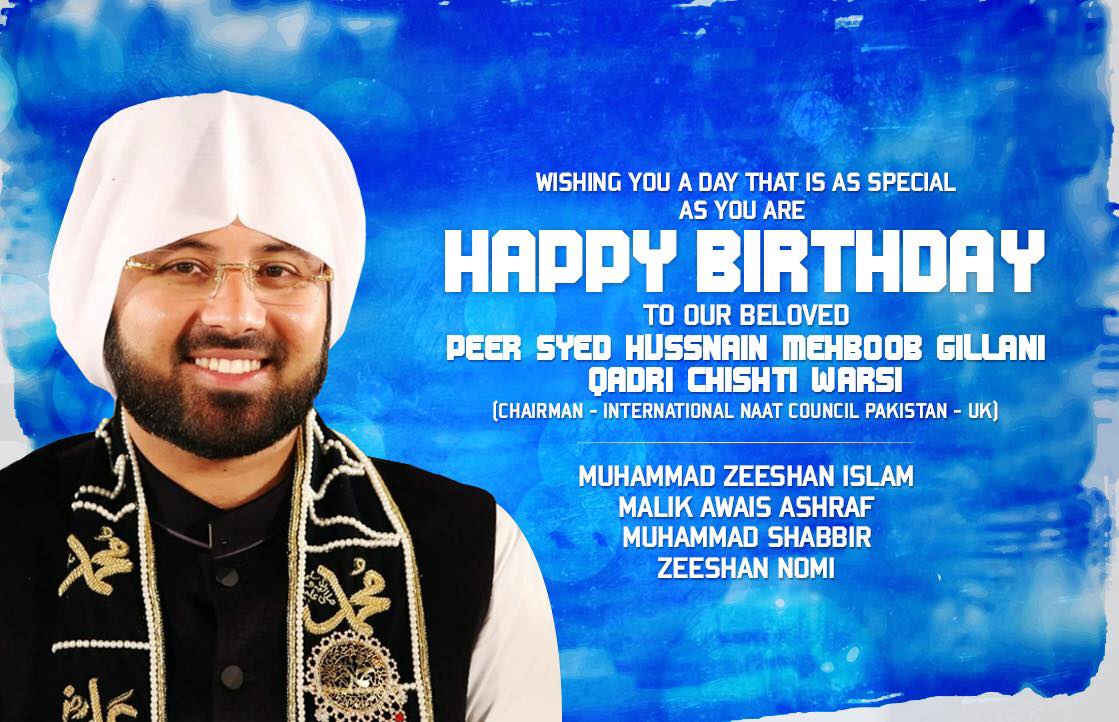 WISHING YOU A DAY THAT IS AS SPECIAL
AS YOU ARE
HAPPY BIRTHDAY
TO OUR BELOVED
PEER SYED HUSSNAIN MEHBOOB GILLANI
QADRI CHISHTI WARSI
(CHAIRMAN - INTERNATIONAL NAAT COUNCIL PAKISTAN - UK)
MUHAMMAD ZEESHAN ISLAM
MALIK AWAIS ASHRAF
MUHAMMAD SHABBIR
ZEESHAN NOMI
محمد
محمد